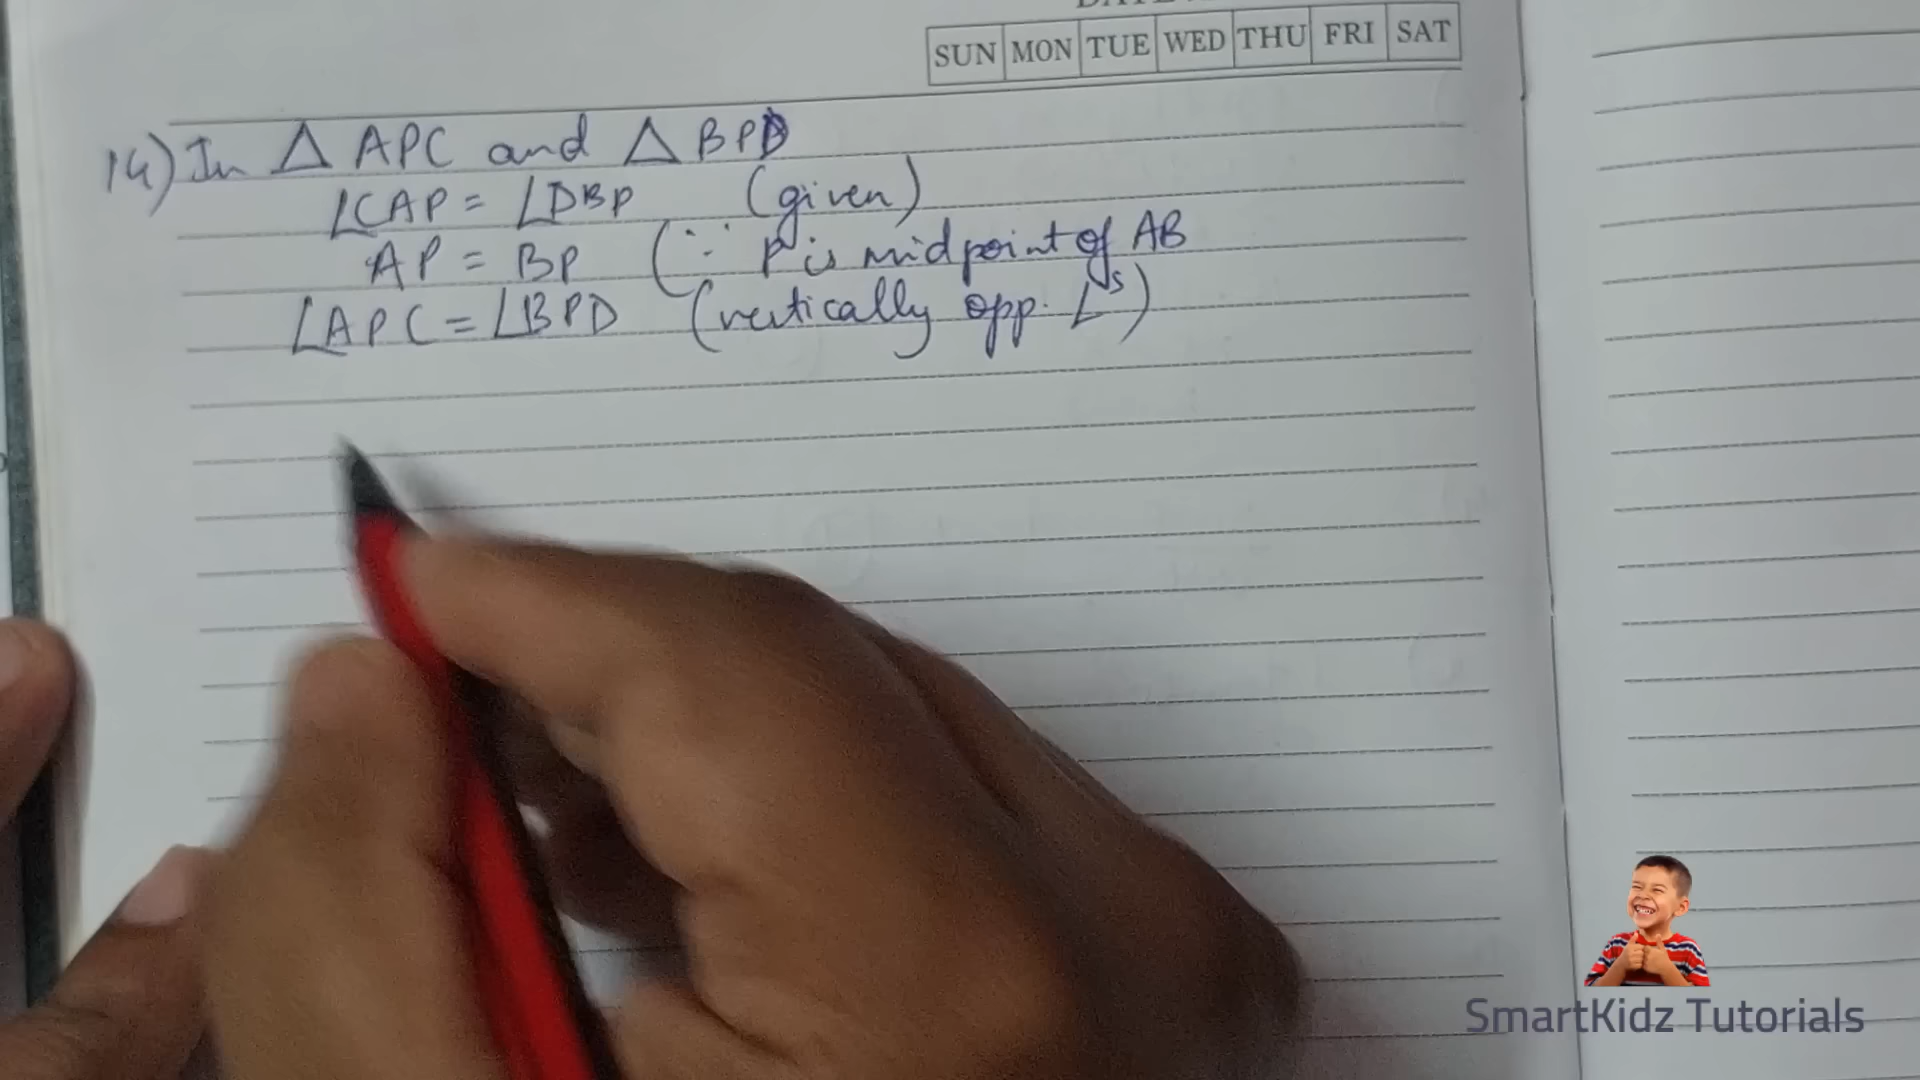 SUN MON TUE WED THU FRI SAT
14) In △ APC and △ BPD
∠CAP = ∠DBP (given)
AP = BP (∵ P is midpoint of AB
∠APC = ∠BPD (vertically opp. ∠s)
SmartKidz Tutorials